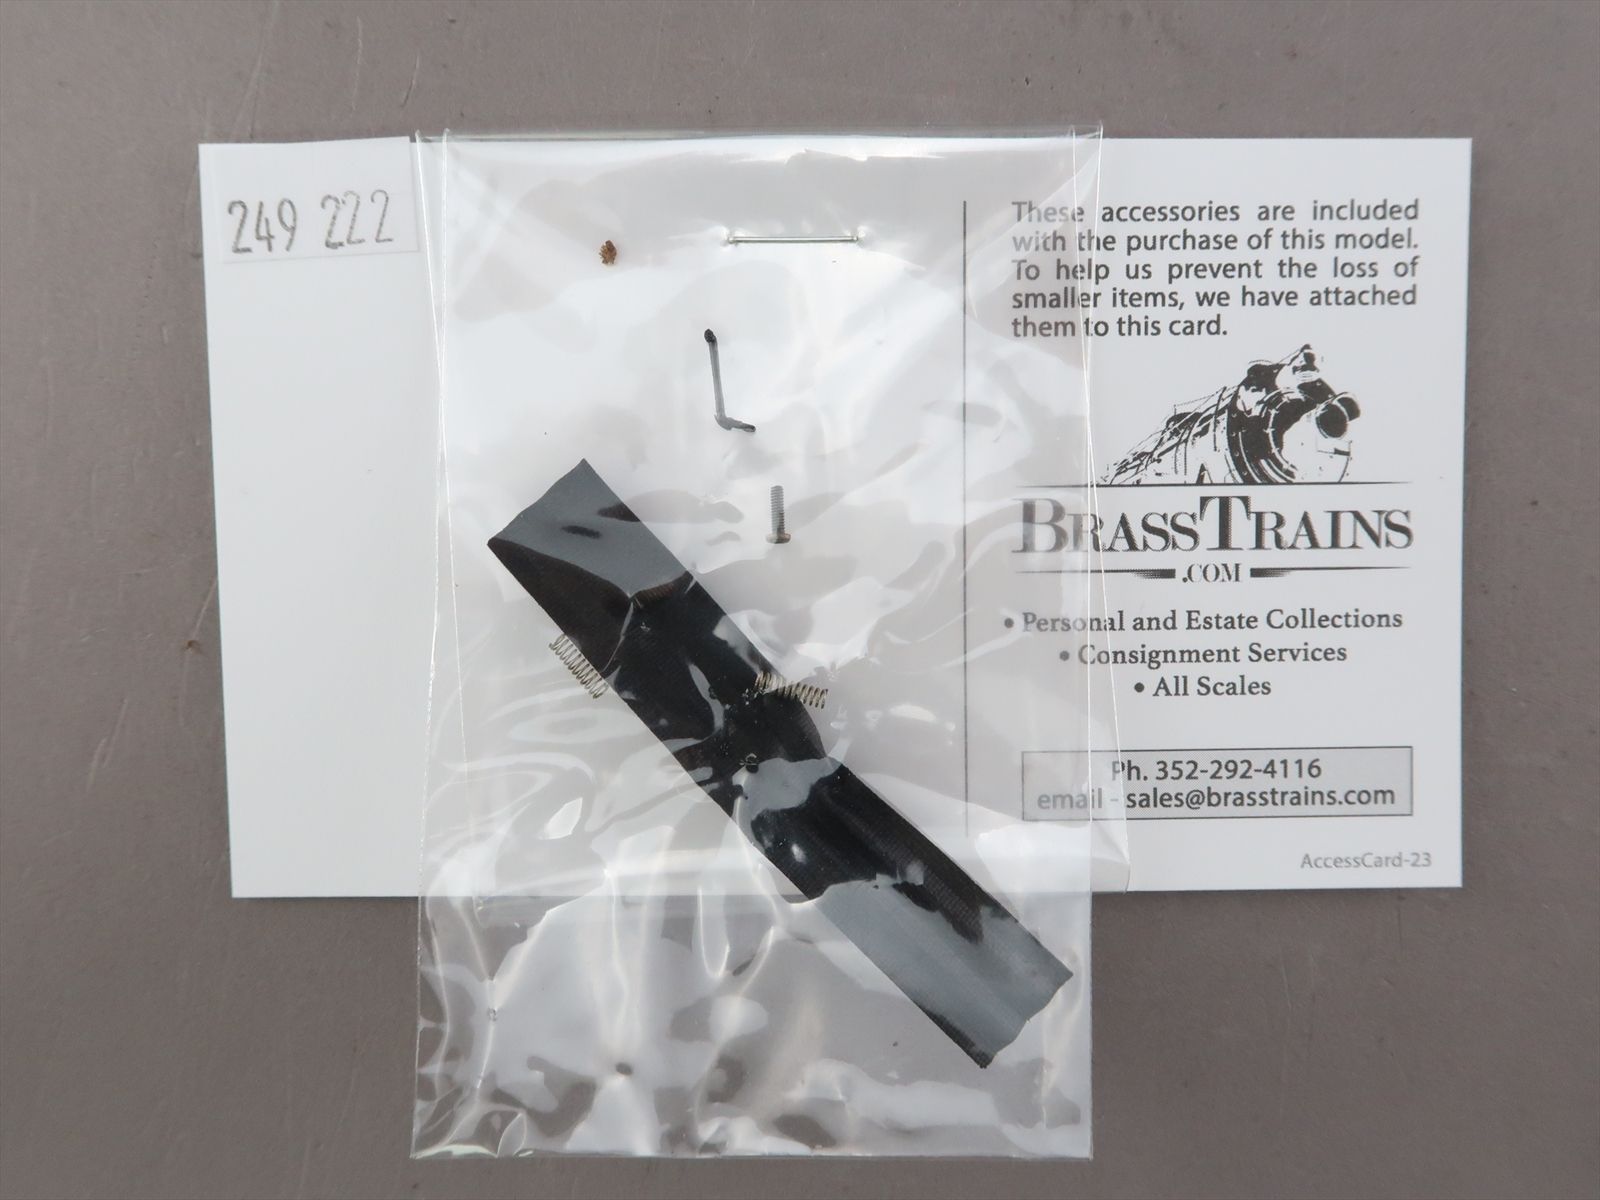 249 222
These accessories are included
with the purchase of this model.
To help us prevent the loss of
smaller items, we have attached
them to this card.
BRASSTRAINS
.COM
• Personal and Estate Collections
• Consignment Services
• All Scales
Ph. 352-292-4116
email - sales@brasstrains.com
AccessCard-23